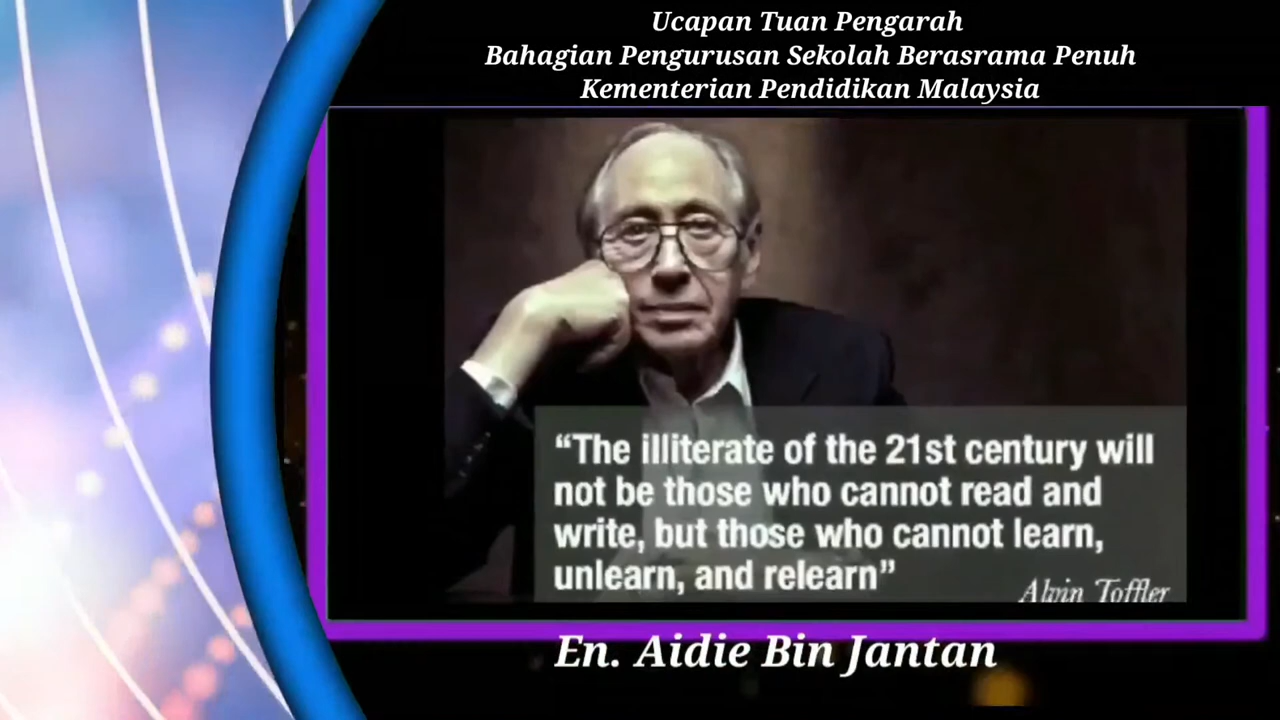 Ucapan Tuan Pengarah
Bahagian Pengurusan Sekolah Berasrama Penuh
Kementerian Pendidikan Malaysia
“The illiterate of the 21st century will
not be those who cannot read and
write, but those who cannot learn,
unlearn, and relearn”
Alvin Toffler
En. Aidie Bin Jantan